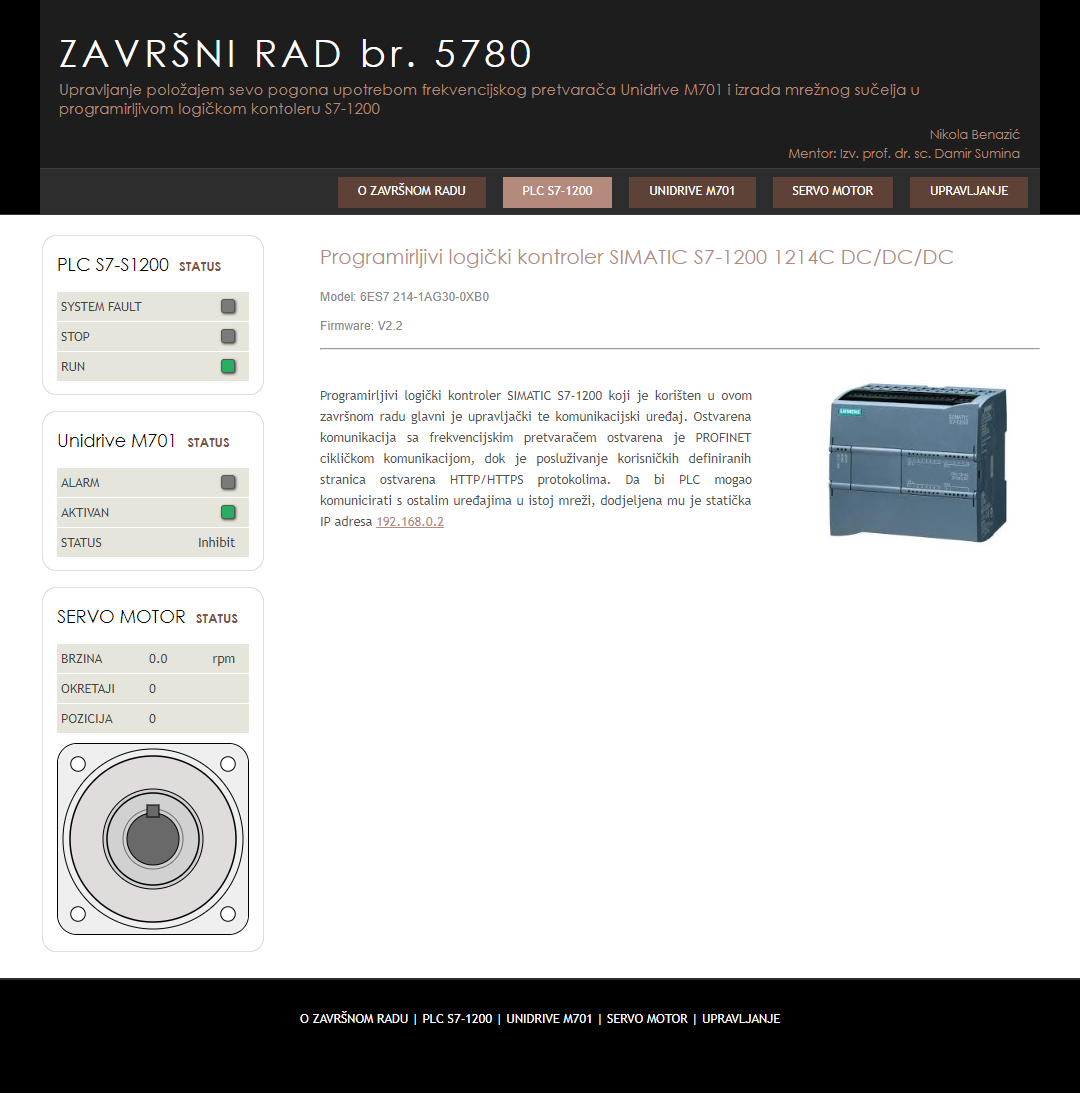 ZAVRŠNI RAD br. 5780
Upravljanje položajem sevo pogona upotrebom frekvencijskog pretvarača Unidrive M701 i izrada mrežnog sučelja u
programirljivom logičkom kontoleru S7-1200
Nikola Benazić
Mentor: Izv. prof. dr. sc. Damir Sumina
O ZAVRŠNOM RADU PLC S7-1200 UNIDRIVE M701 SERVO MOTOR UPRAVLJANJE
PLC S7-S1200 STATUS
SYSTEM FAULT
STOP
RUN
Unidrive M701 STATUS
ALARM
AKTIVAN
STATUS Inhibit
SERVO MOTOR STATUS
BRZINA 0.0 rpm
OKRETAJI 0
POZICIJA 0
Programirljivi logički kontroler SIMATIC S7-1200 1214C DC/DC/DC
Model: 6ES7 214-1AG30-0XB0
Firmware: V2.2
Programirljivi logički kontroler SIMATIC S7-1200 koji je korišten u ovom
završnom radu glavni je upravljački te komunikacijski uređaj. Ostvarena
komunikacija sa frekvencijskim pretvaračem ostvarena je PROFINET
cikličkom komunikacijom, dok je posluživanje korisničkih definiranih
stranica ostvarena HTTP/HTTPS protokolima. Da bi PLC mogao
komunicirati s ostalim uređajima u istoj mreži, dodjeljena mu je statička
IP adresa 192.168.0.2
SIEMENS
SIMATIC
S7-1200
O ZAVRŠNOM RADU | PLC S7-1200 | UNIDRIVE M701 | SERVO MOTOR | UPRAVLJANJE